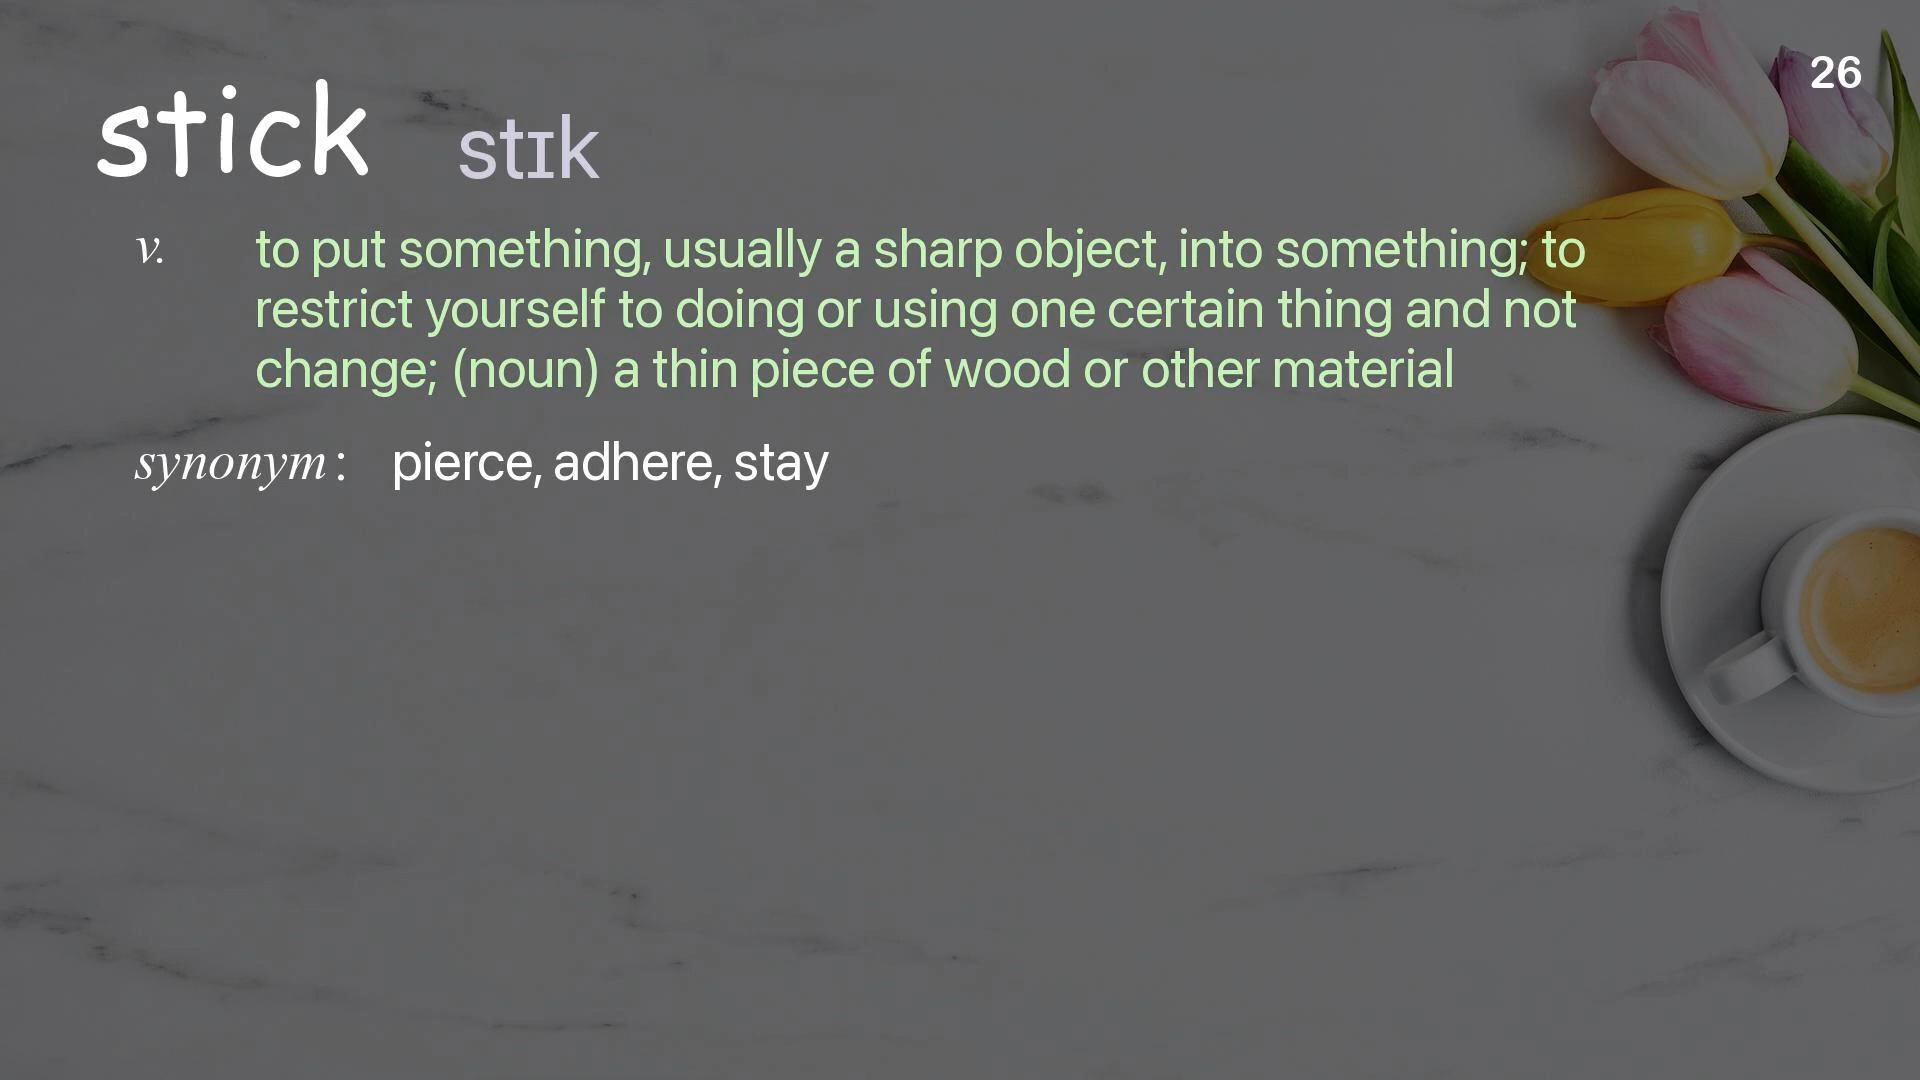 26
stick stɪk
v. to put something, usually a sharp object, into something; to
restrict yourself to doing or using one certain thing and not
change; (noun) a thin piece of wood or other material
synonym : pierce, adhere, stay